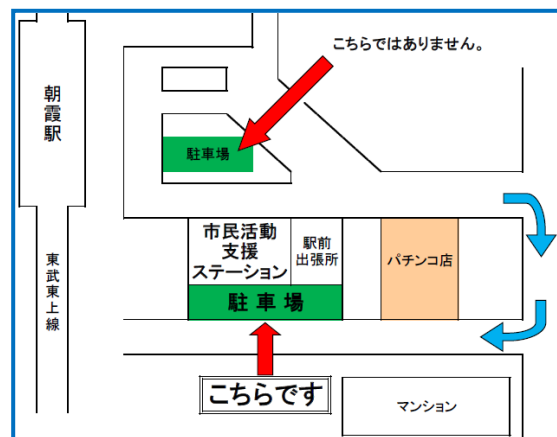 こちらではありません。
朝霞駅
駐車場
市民活動
支援
ステーション
駅前
出張所
パチンコ店
東武東上線
駐車場
こちらです
マンション